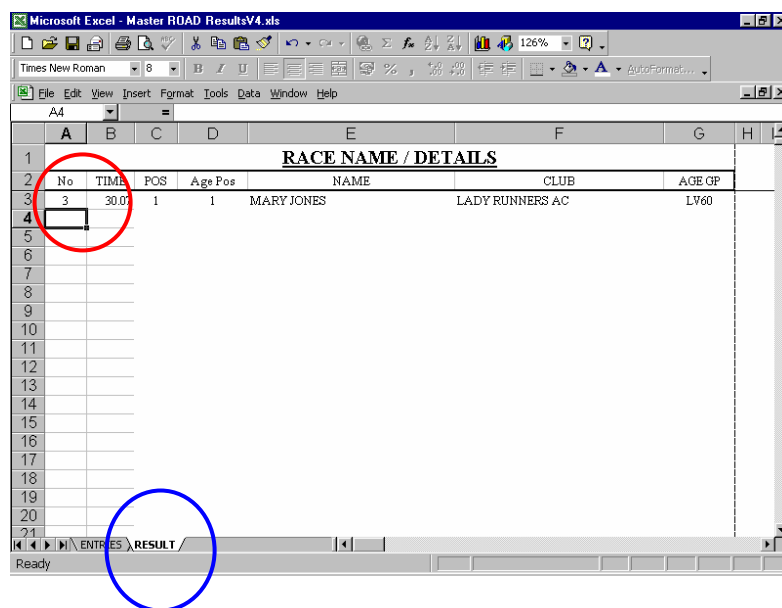 Microsoft Excel - Master ROAD ResultsV4.xls
126%
Times New Roman 8 B I U % , AutoFormat...
File Edit View Insert Format Tools Data Window Help
A4 =
A B C D E F G H I
1 RACE NAME / DETAILS
2 No TIME POS Age Pos NAME CLUB AGE GP
3 3 30.07 1 1 MARY JONES LADY RUNNERS AC LV60
4
5
6
7
8
9
10
11
12
13
14
15
16
17
18
19
20
21
ENTRIES RESULT
Ready